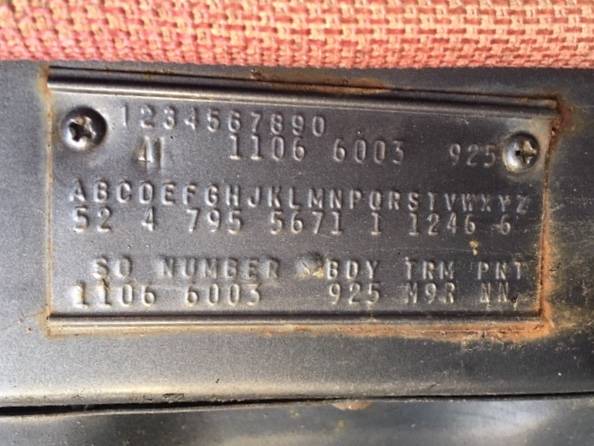 1234567890
41 1106 6003 925
ABCDEFGHJKLMNPQRSTVWXYZ
52 4 795 5671 1 1246 6
SO NUMBER BDY TRM PNT
1106 6003 925 M9R NN